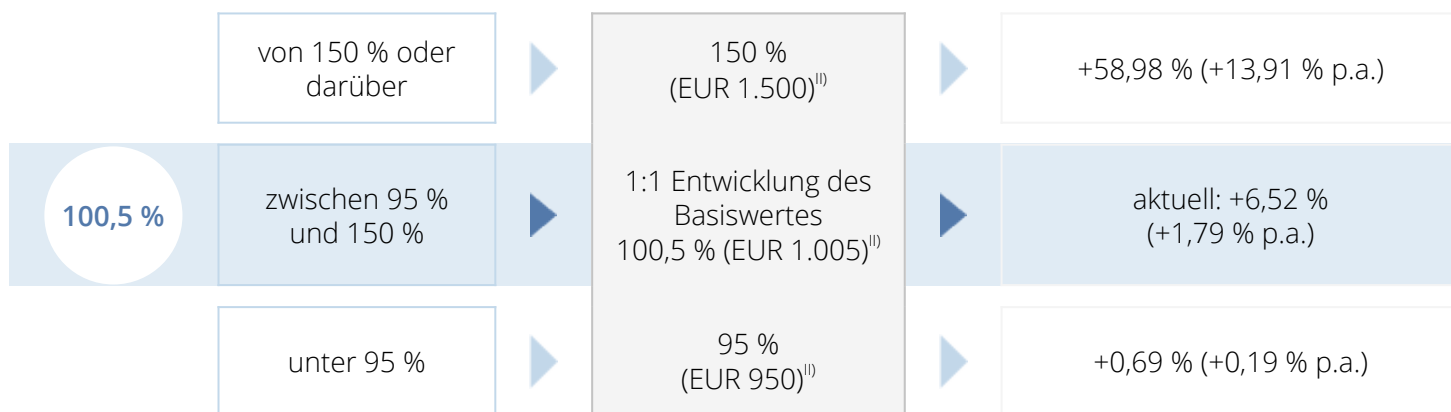 von 150 % oder
darüber
150 %
(EUR 1.500)II)
+58,98 % (+13,91 % p.a.)
100,5 %
zwischen 95 %
und 150 %
1:1 Entwicklung des
Basiswertes
100,5 % (EUR 1.005)II)
aktuell: +6,52 %
(+1,79 % p.a.)
unter 95 %
95 %
(EUR 950)II)
+0,69 % (+0,19 % p.a.)